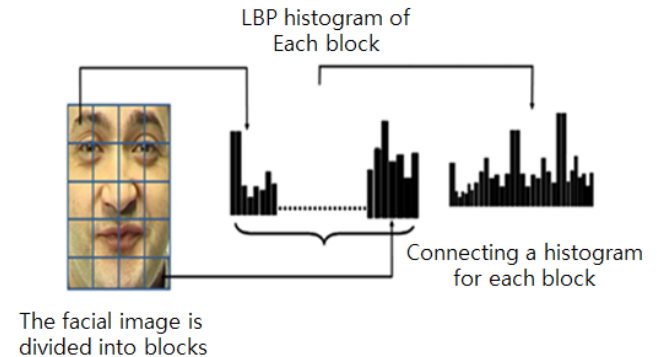 LBP histogram of
Each block
Connecting a histogram
for each block
The facial image is
divided into blocks